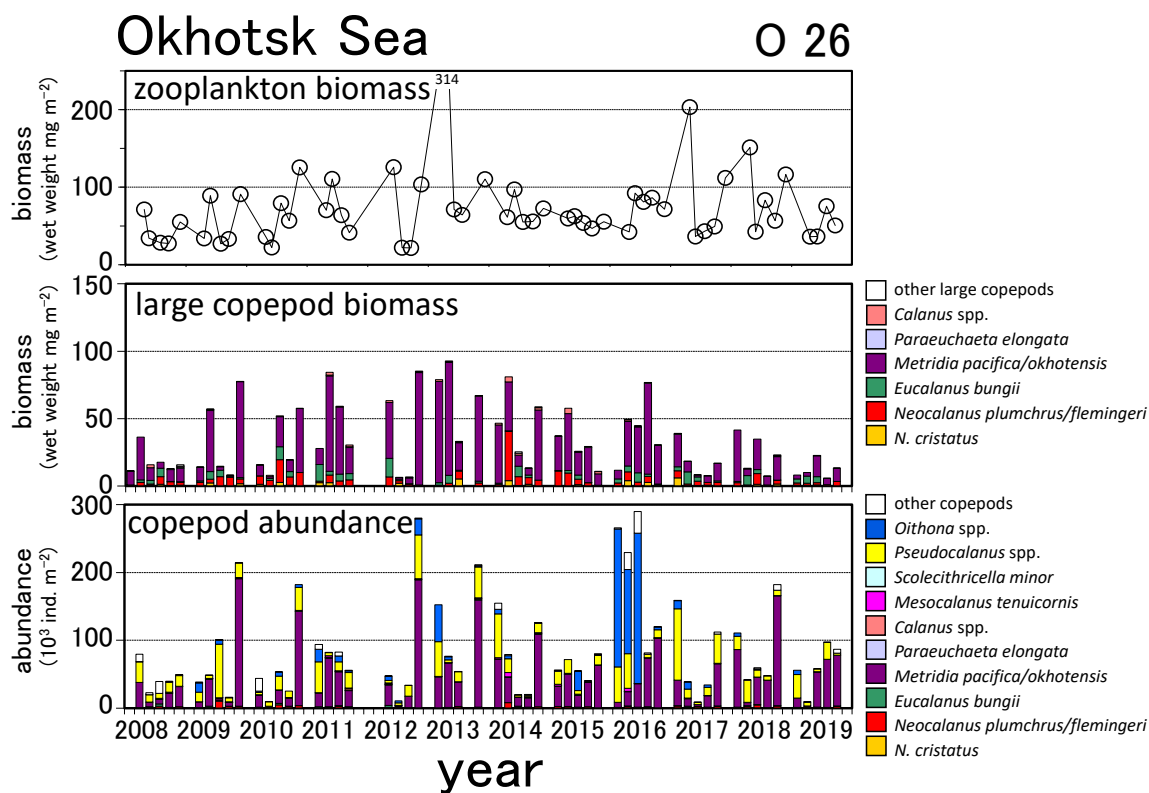 Okhotsk Sea O 26
zooplankton biomass
314
biomass
(wet weight mg m⁻²)
200
100
0
large copepod biomass
biomass
(wet weight mg m⁻²)
150
100
50
0
other large copepods
Calanus spp.
Paraeuchaeta elongata
Metridia pacifica/okhotensis
Eucalanus bungii
Neocalanus plumchrus/flemingeri
N. cristatus
copepod abundance
abundance
(10³ ind. m⁻²)
300
200
100
0
other copepods
Oithona spp.
Pseudocalanus spp.
Scolecithricella minor
Mesocalanus tenuicornis
Calanus spp.
Paraeuchaeta elongata
Metridia pacifica/okhotensis
Eucalanus bungii
Neocalanus plumchrus/flemingeri
N. cristatus
2008 2009 2010 2011 2012 2013 2014 2015 2016 2017 2018 2019
year